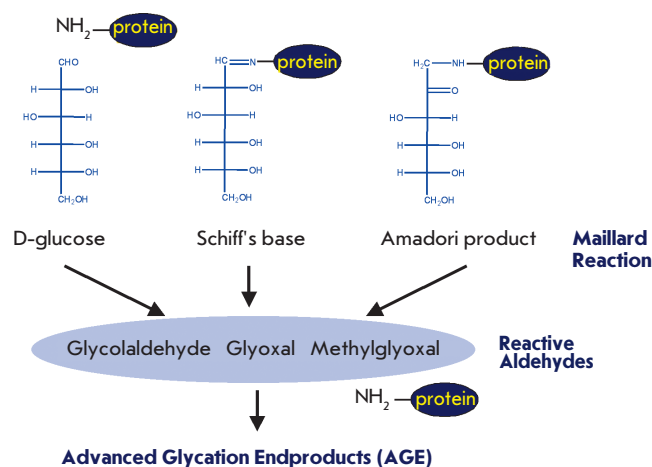 NH2 protein
CHO
H OH
HO H
H OH
H OH
CH2OH
HC N protein
H OH
HO H
H OH
H OH
CH2OH
H2C NH protein
O
HO H
H OH
H OH
CH2OH
D-glucose Schiff's base Amadori product
Maillard
Reaction
Glycolaldehyde Glyoxal Methylglyoxal
Reactive
Aldehydes
NH2 protein
Advanced Glycation Endproducts (AGE)